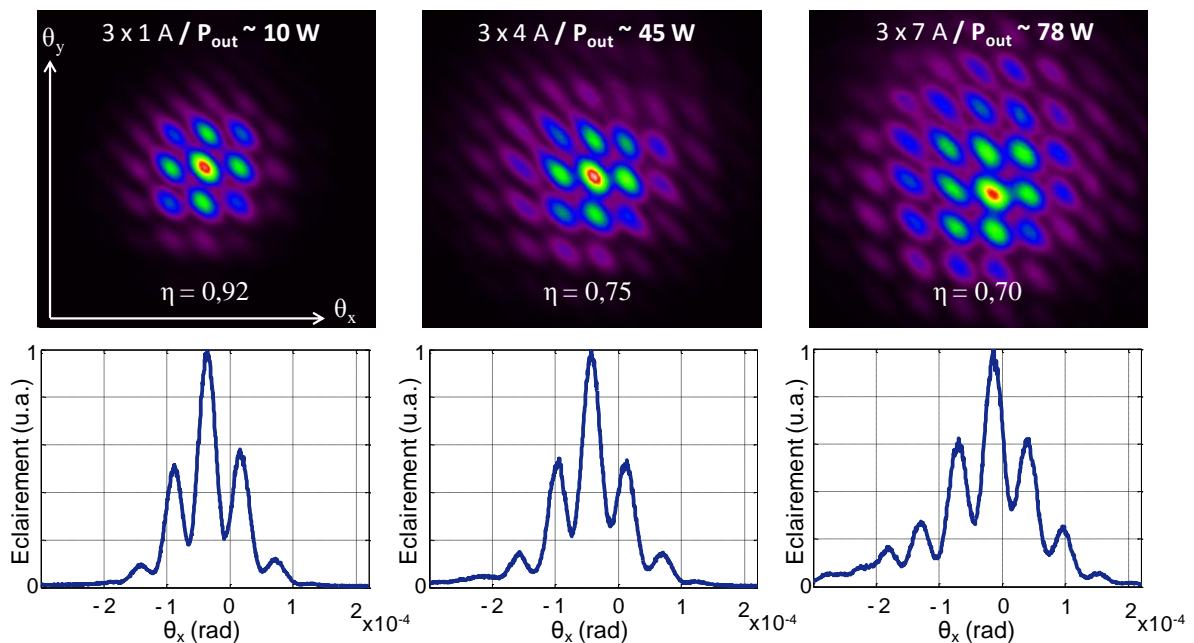 3 x 1 A / Pout ~ 10 W
θy
η = 0,92
θx
3 x 4 A / Pout ~ 45 W
η = 0,75
3 x 7 A / Pout ~ 78 W
η = 0,70
Eclairement (u.a.)
1
0
-2 -1 0 1 2
x10-4
θx (rad)
Eclairement (u.a.)
1
0
-2 -1 0 1 2
x10-4
θx (rad)
Eclairement (u.a.)
1
0
-2 -1 0 1 2
x10-4
θx (rad)